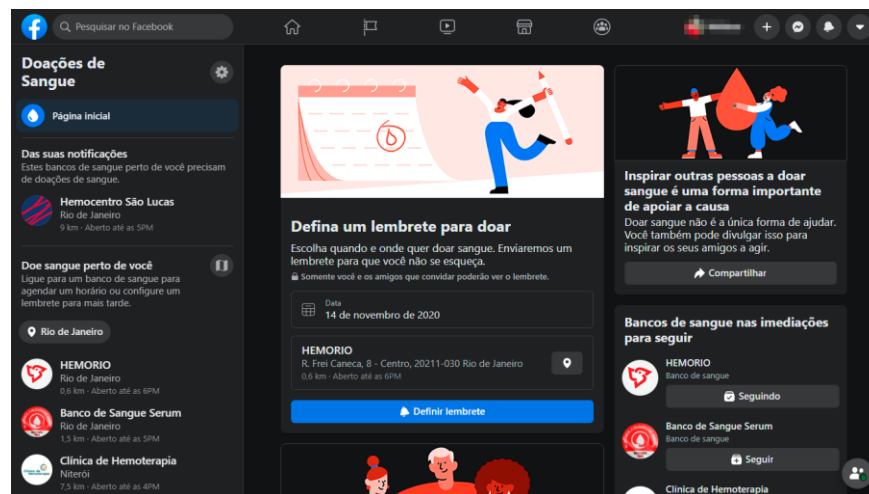 Pesquisar no Facebook
Doações de
Sangue
Página inicial
Das suas notificações
Estes bancos de sangue perto de você precisam
de doações de sangue.
Hemocentro São Lucas
Rio de Janeiro
9 km · Aberto até as 5PM
Doe sangue perto de você
Ligue para um banco de sangue para
agendar um horário ou configure um
lembrete para mais tarde.
Rio de Janeiro
HEMORIO
Rio de Janeiro
0,6 km · Aberto até as 6PM
Banco de Sangue Serum
Rio de Janeiro
1,5 km · Aberto até as 5PM
Clínica de Hemoterapia
Niterói
7,5 km · Aberto até as 4PM
Defina um lembrete para doar
Escolha quando e onde quer doar sangue. Enviaremos um
lembrete para que você não se esqueça.
Somente você e os amigos que convidar poderão ver o lembrete.
Data
14 de novembro de 2020
HEMORIO
R. Frei Caneca, 8 - Centro, 20211-030 Rio de Janeiro
0,6 km · Aberto até as 6PM
Definir lembrete
Inspirar outras pessoas a doar
sangue é uma forma importante
de apoiar a causa
Doar sangue não é a única forma de ajudar.
Você também pode divulgar isso para
inspirar os seus amigos a agir.
Compartilhar
Bancos de sangue nas imediações
para seguir
HEMORIO
Banco de sangue
Seguindo
Banco de Sangue Serum
Banco de sangue
Seguir
Clínica de Hemoterapia